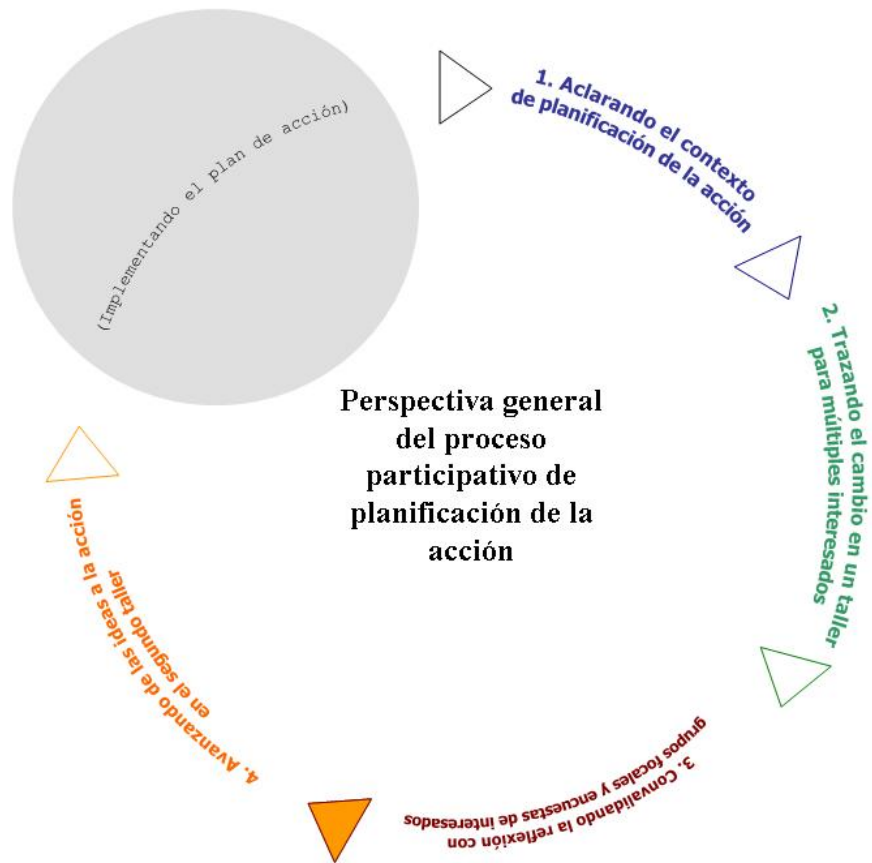 (Implementando el plan de acción)
1. Aclarando el contexto
de planificación de la acción
2. Trazando el cambio en un taller
para múltiples interesados
3. Convalidando la reflexión con
grupos focales y encuestas de interesados
4. Avanzando de las ideas a la acción
en el segundo taller
Perspectiva general
del proceso
participativo de
planificación de la
acción